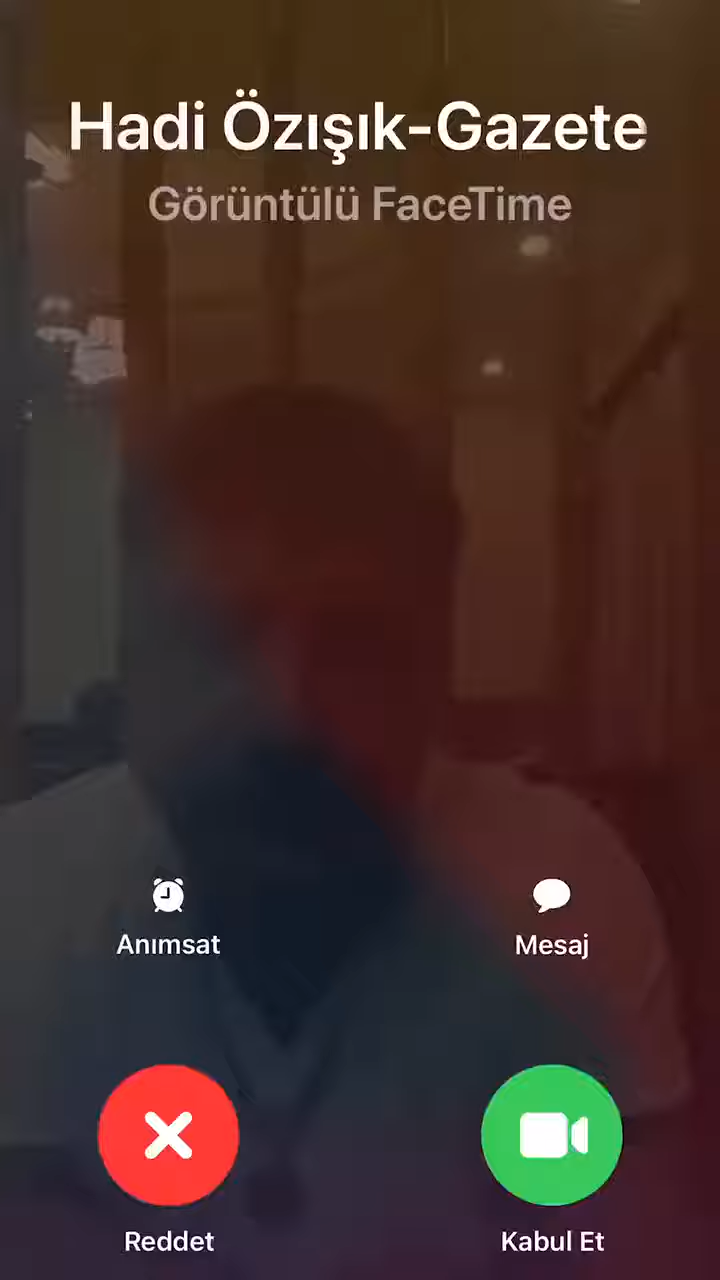 Hadi Özışık-Gazete
Görüntülü FaceTime
Anımsat
Mesaj
Reddet
Kabul Et